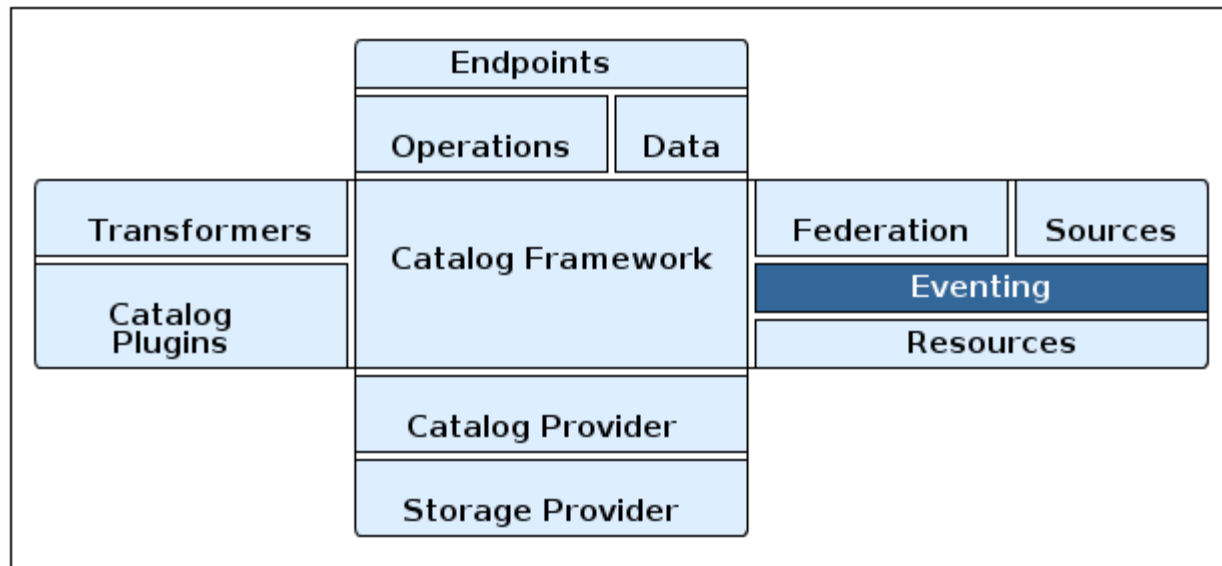 Endpoints
Operations
Data
Transformers
Catalog Framework
Federation
Sources
Eventing
Catalog
Plugins
Resources
Catalog Provider
Storage Provider